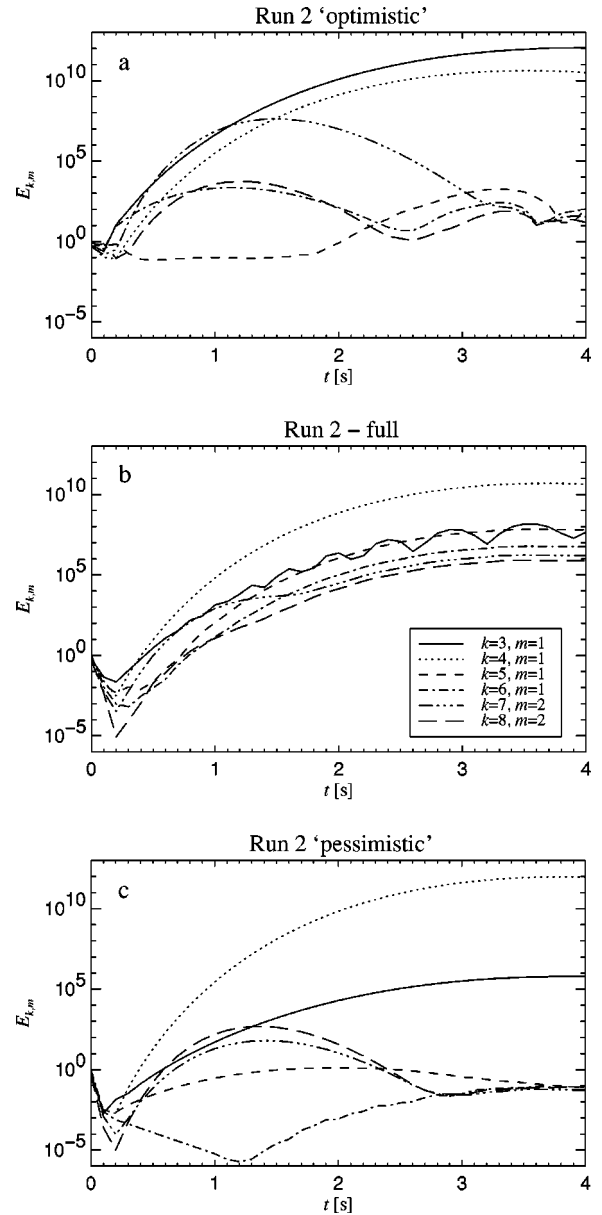 Run 2 ‘optimistic’
a
10^10
10^5
10^0
10^-5
E_k,m
0 1 2 3 4
t [s]
Run 2 – full
b
10^10
10^5
10^0
10^-5
E_k,m
k=3, m=1
k=4, m=1
k=5, m=1
k=6, m=1
k=7, m=2
k=8, m=2
0 1 2 3 4
t [s]
Run 2 ‘pessimistic’
c
10^10
10^5
10^0
10^-5
E_k,m
0 1 2 3 4
t [s]